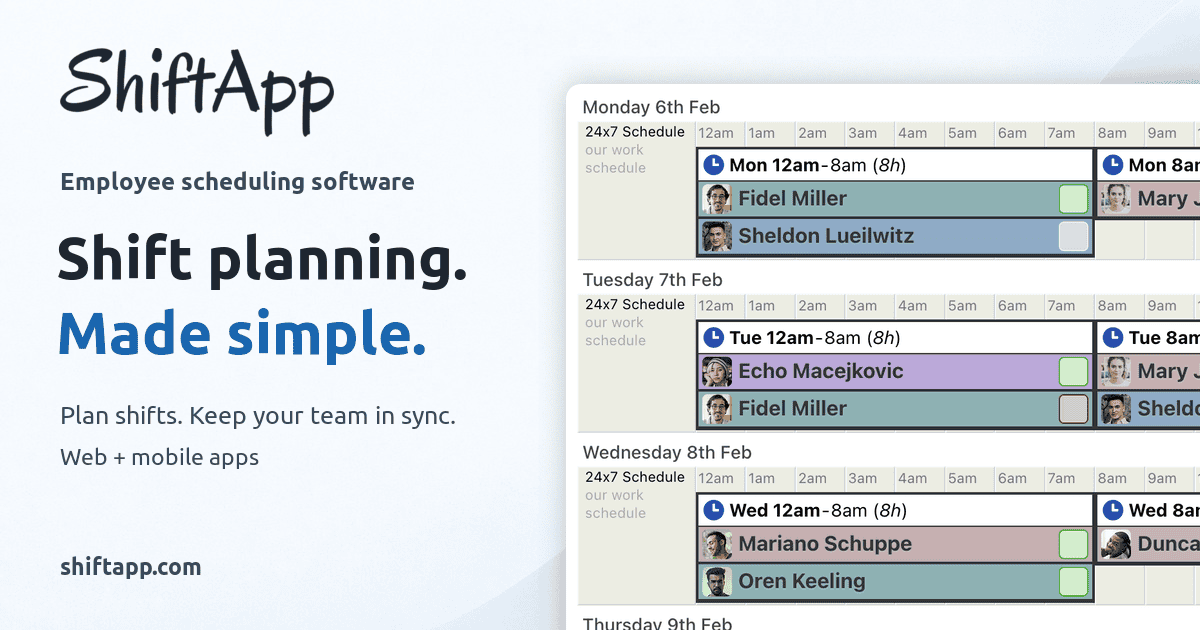 ShiftApp
Employee scheduling software
Shift planning.
Made simple.
Plan shifts. Keep your team in sync.
Web + mobile apps
shiftapp.com
Monday 6th Feb
24x7 Schedule
our work
schedule
12am 1am 2am 3am 4am 5am 6am 7am 8am 9am
Mon 12am-8am (8h)
Mon 8am
Fidel Miller
Mary J
Sheldon Lueilwitz
Tuesday 7th Feb
24x7 Schedule
our work
schedule
12am 1am 2am 3am 4am 5am 6am 7am 8am 9am
Tue 12am-8am (8h)
Tue 8am
Echo Macejkovic
Mary J
Fidel Miller
Sheldo
Wednesday 8th Feb
24x7 Schedule
our work
schedule
12am 1am 2am 3am 4am 5am 6am 7am 8am 9am
Wed 12am-8am (8h)
Wed 8am
Mariano Schuppe
Dunca
Oren Keeling
Thursday 9th Feb